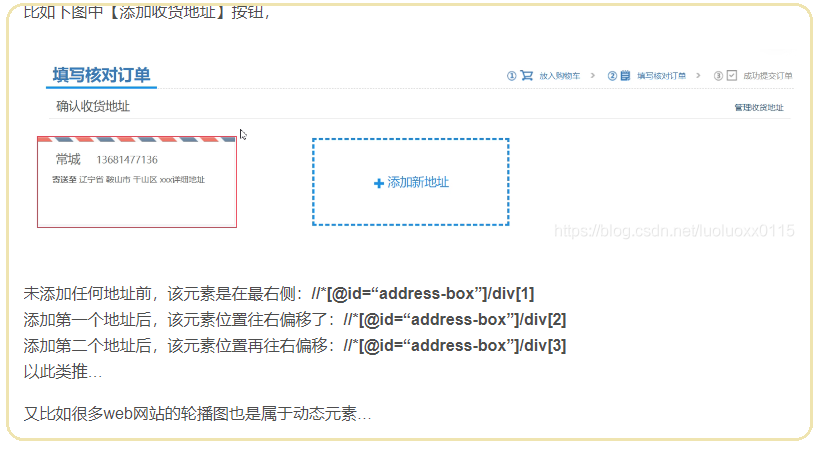 比如下图中【添加收货地址】按钮，
填写核对订单
① 放入购物车 > ② 填写核对订单 > ③ 成功提交订单
确认收货地址
管理收货地址
常城 13681477136
寄送至 辽宁省 鞍山市 千山区 xxx详细地址
添加新地址
https://blog.csdn.net/luoluoxx0115
未添加任何地址前，该元素是在最右侧：//*[@id=“address-box”]/div[1]
添加第一个地址后，该元素位置往右偏移了：//*[@id=“address-box”]/div[2]
添加第二个地址后，该元素位置再往右偏移：//*[@id=“address-box”]/div[3]
以此类推…
又比如很多web网站的轮播图也是属于动态元素…